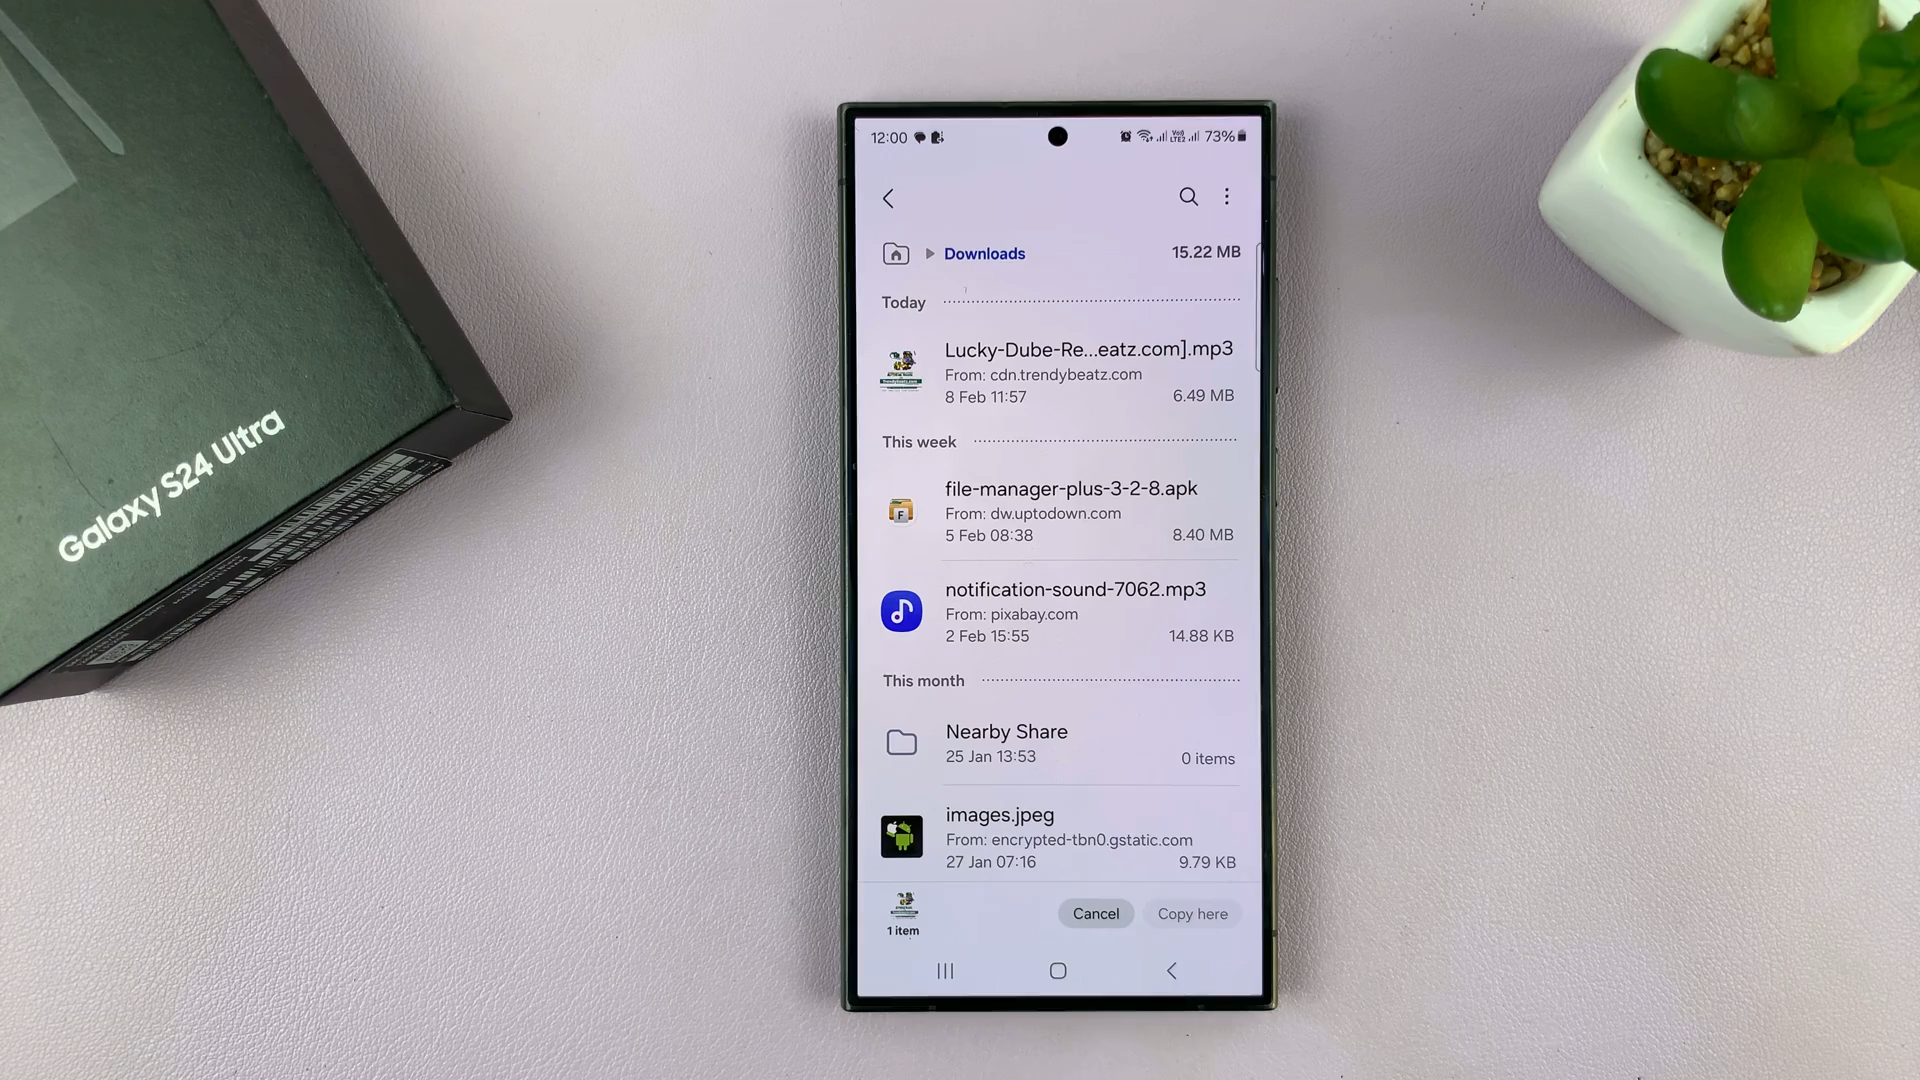 Galaxy S24 Ultra
12:00
73%
Downloads
15.22 MB
Today
Lucky-Dube-Re...eatz.com].mp3
From: cdn.trendybeatz.com
8 Feb 11:57
6.49 MB
This week
file-manager-plus-3-2-8.apk
From: dw.uptodown.com
5 Feb 08:38
8.40 MB
notification-sound-7062.mp3
From: pixabay.com
2 Feb 15:55
14.88 KB
This month
Nearby Share
25 Jan 13:53
0 items
images.jpeg
From: encrypted-tbn0.gstatic.com
27 Jan 07:16
9.79 KB
1 item
Cancel
Copy here